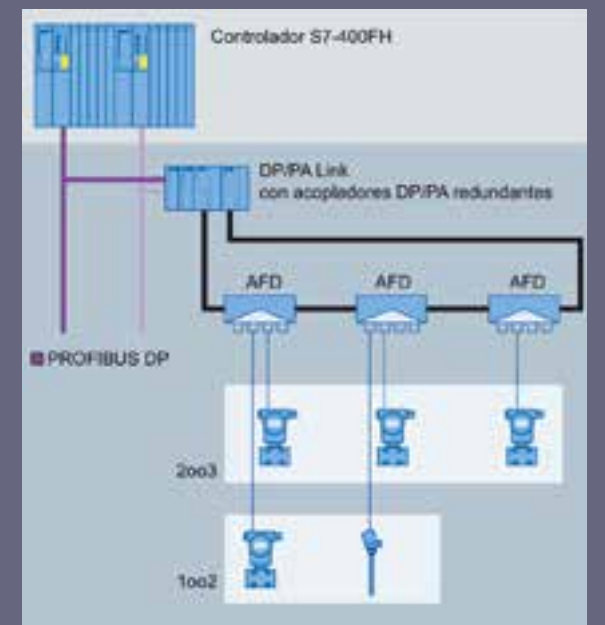 Controlador S7-400FH
DP/PA Link
con acopladores DP/PA redundantes
AFD AFD AFD
PROFIBUS DP
2oo3
1oo2